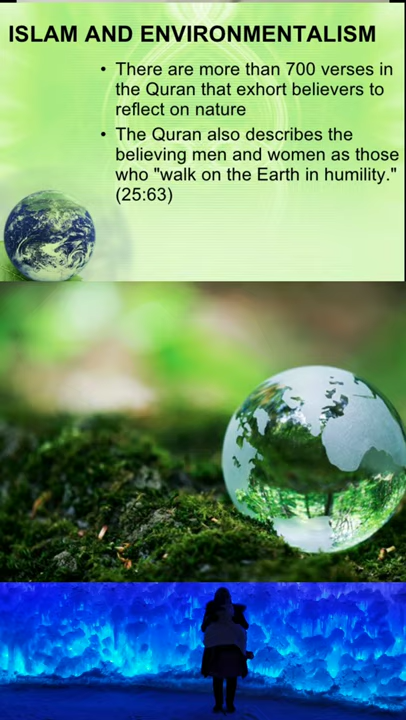 ISLAM AND ENVIRONMENTALISM
• There are more than 700 verses in
the Quran that exhort believers to
reflect on nature
• The Quran also describes the
believing men and women as those
who "walk on the Earth in humility."
(25:63)